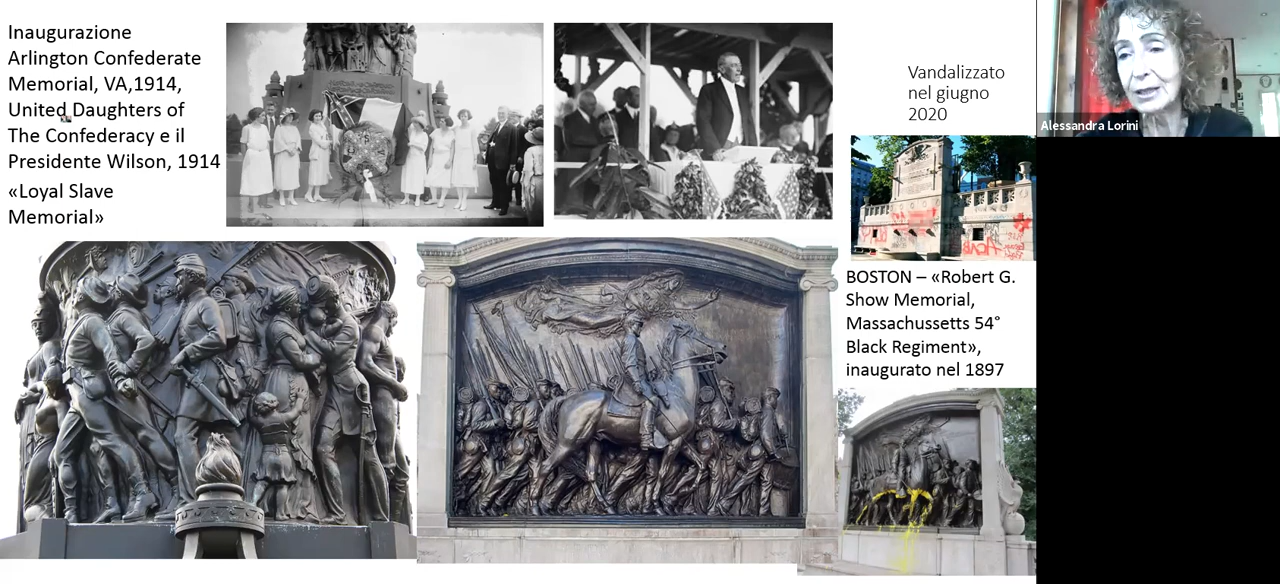 Inaugurazione
Arlington Confederate
Memorial, VA,1914,
United Daughters of
The Confederacy e il
Presidente Wilson, 1914
«Loyal Slave
Memorial»
Vandalizzato
nel giugno
2020
BOSTON – «Robert G.
Show Memorial,
Massachussetts 54°
Black Regiment»,
inaugurato nel 1897
Alessandra Lorini
ACAB